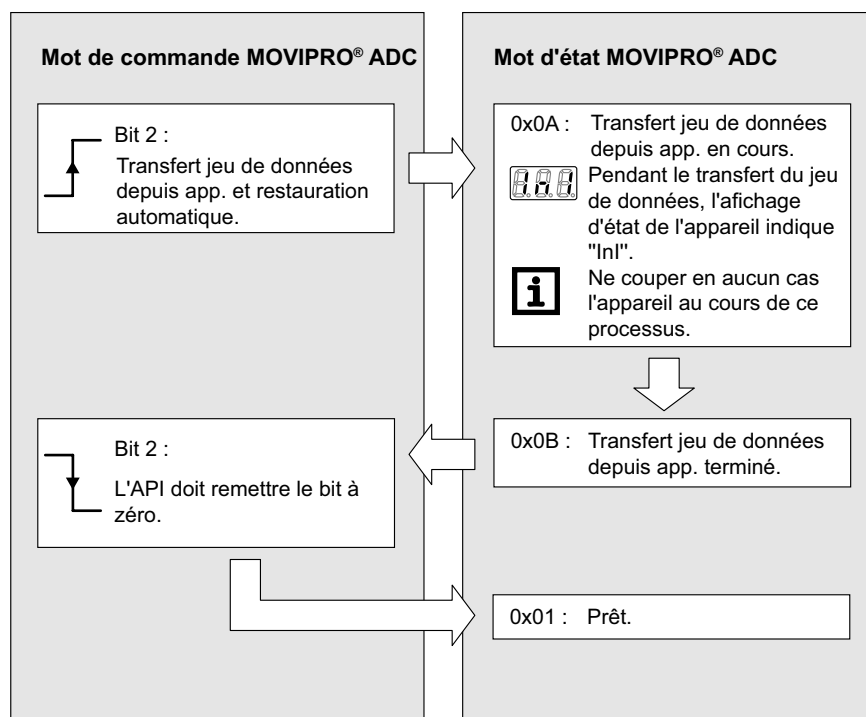 Mot de commande MOVIPRO® ADC
Bit 2 :
Transfert jeu de données
depuis app. et restauration
automatique.
Mot d'état MOVIPRO® ADC
0x0A : Transfert jeu de données
depuis app. en cours.
InI
Pendant le transfert du jeu
de données, l'afichage
d'état de l'appareil indique
"InI".
i
Ne couper en aucun cas
l'appareil au cours de ce
processus.
0x0B : Transfert jeu de données
depuis app. terminé.
Bit 2 :
L'API doit remettre le bit à
zéro.
0x01 : Prêt.